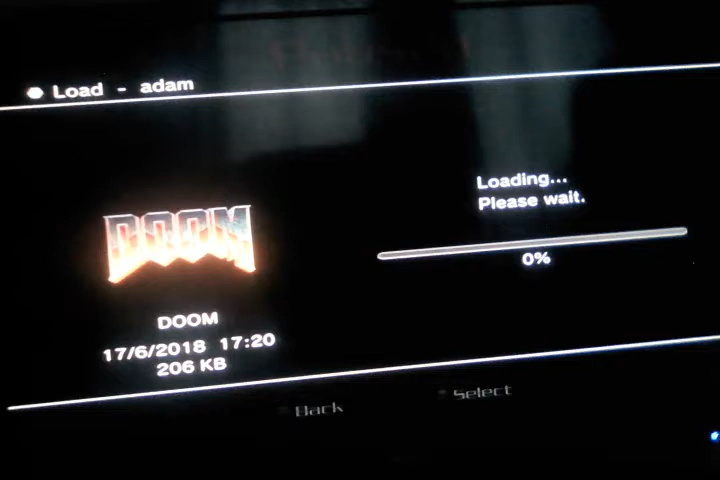 Load - adam
Loading...
Please wait.
0%
DOOM
DOOM
17/6/2018 17:20
206 KB
Back
Select